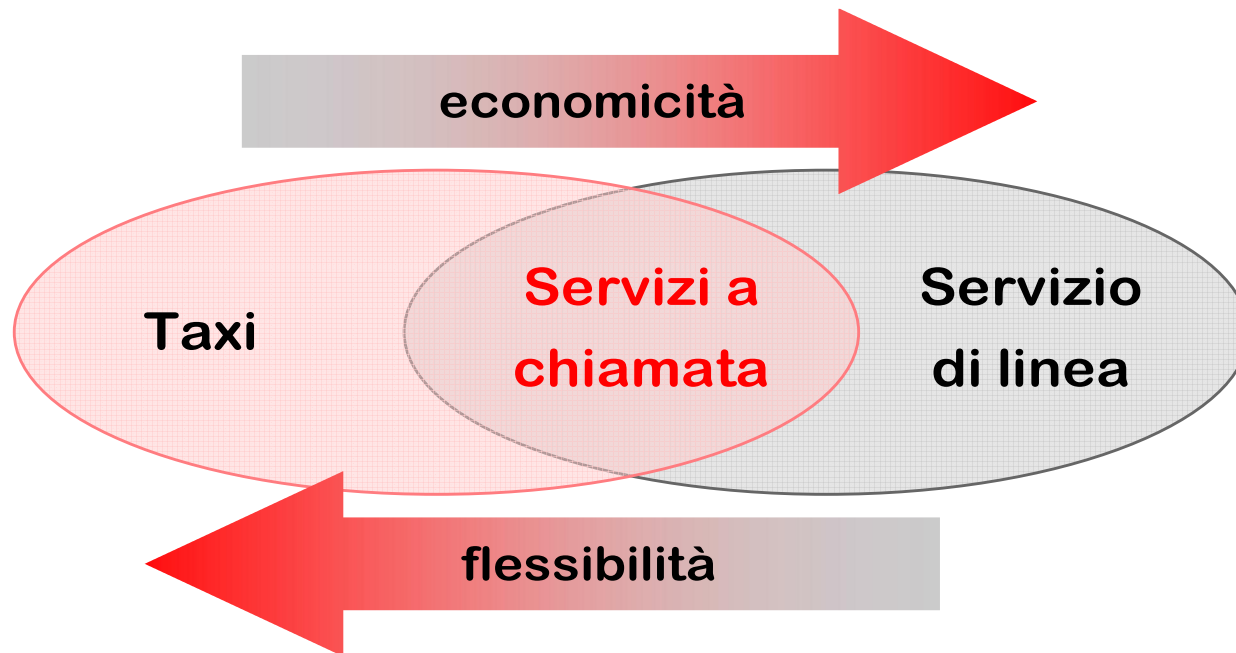 economicità
Taxi
Servizi a
chiamata
Servizio
di linea
flessibilità